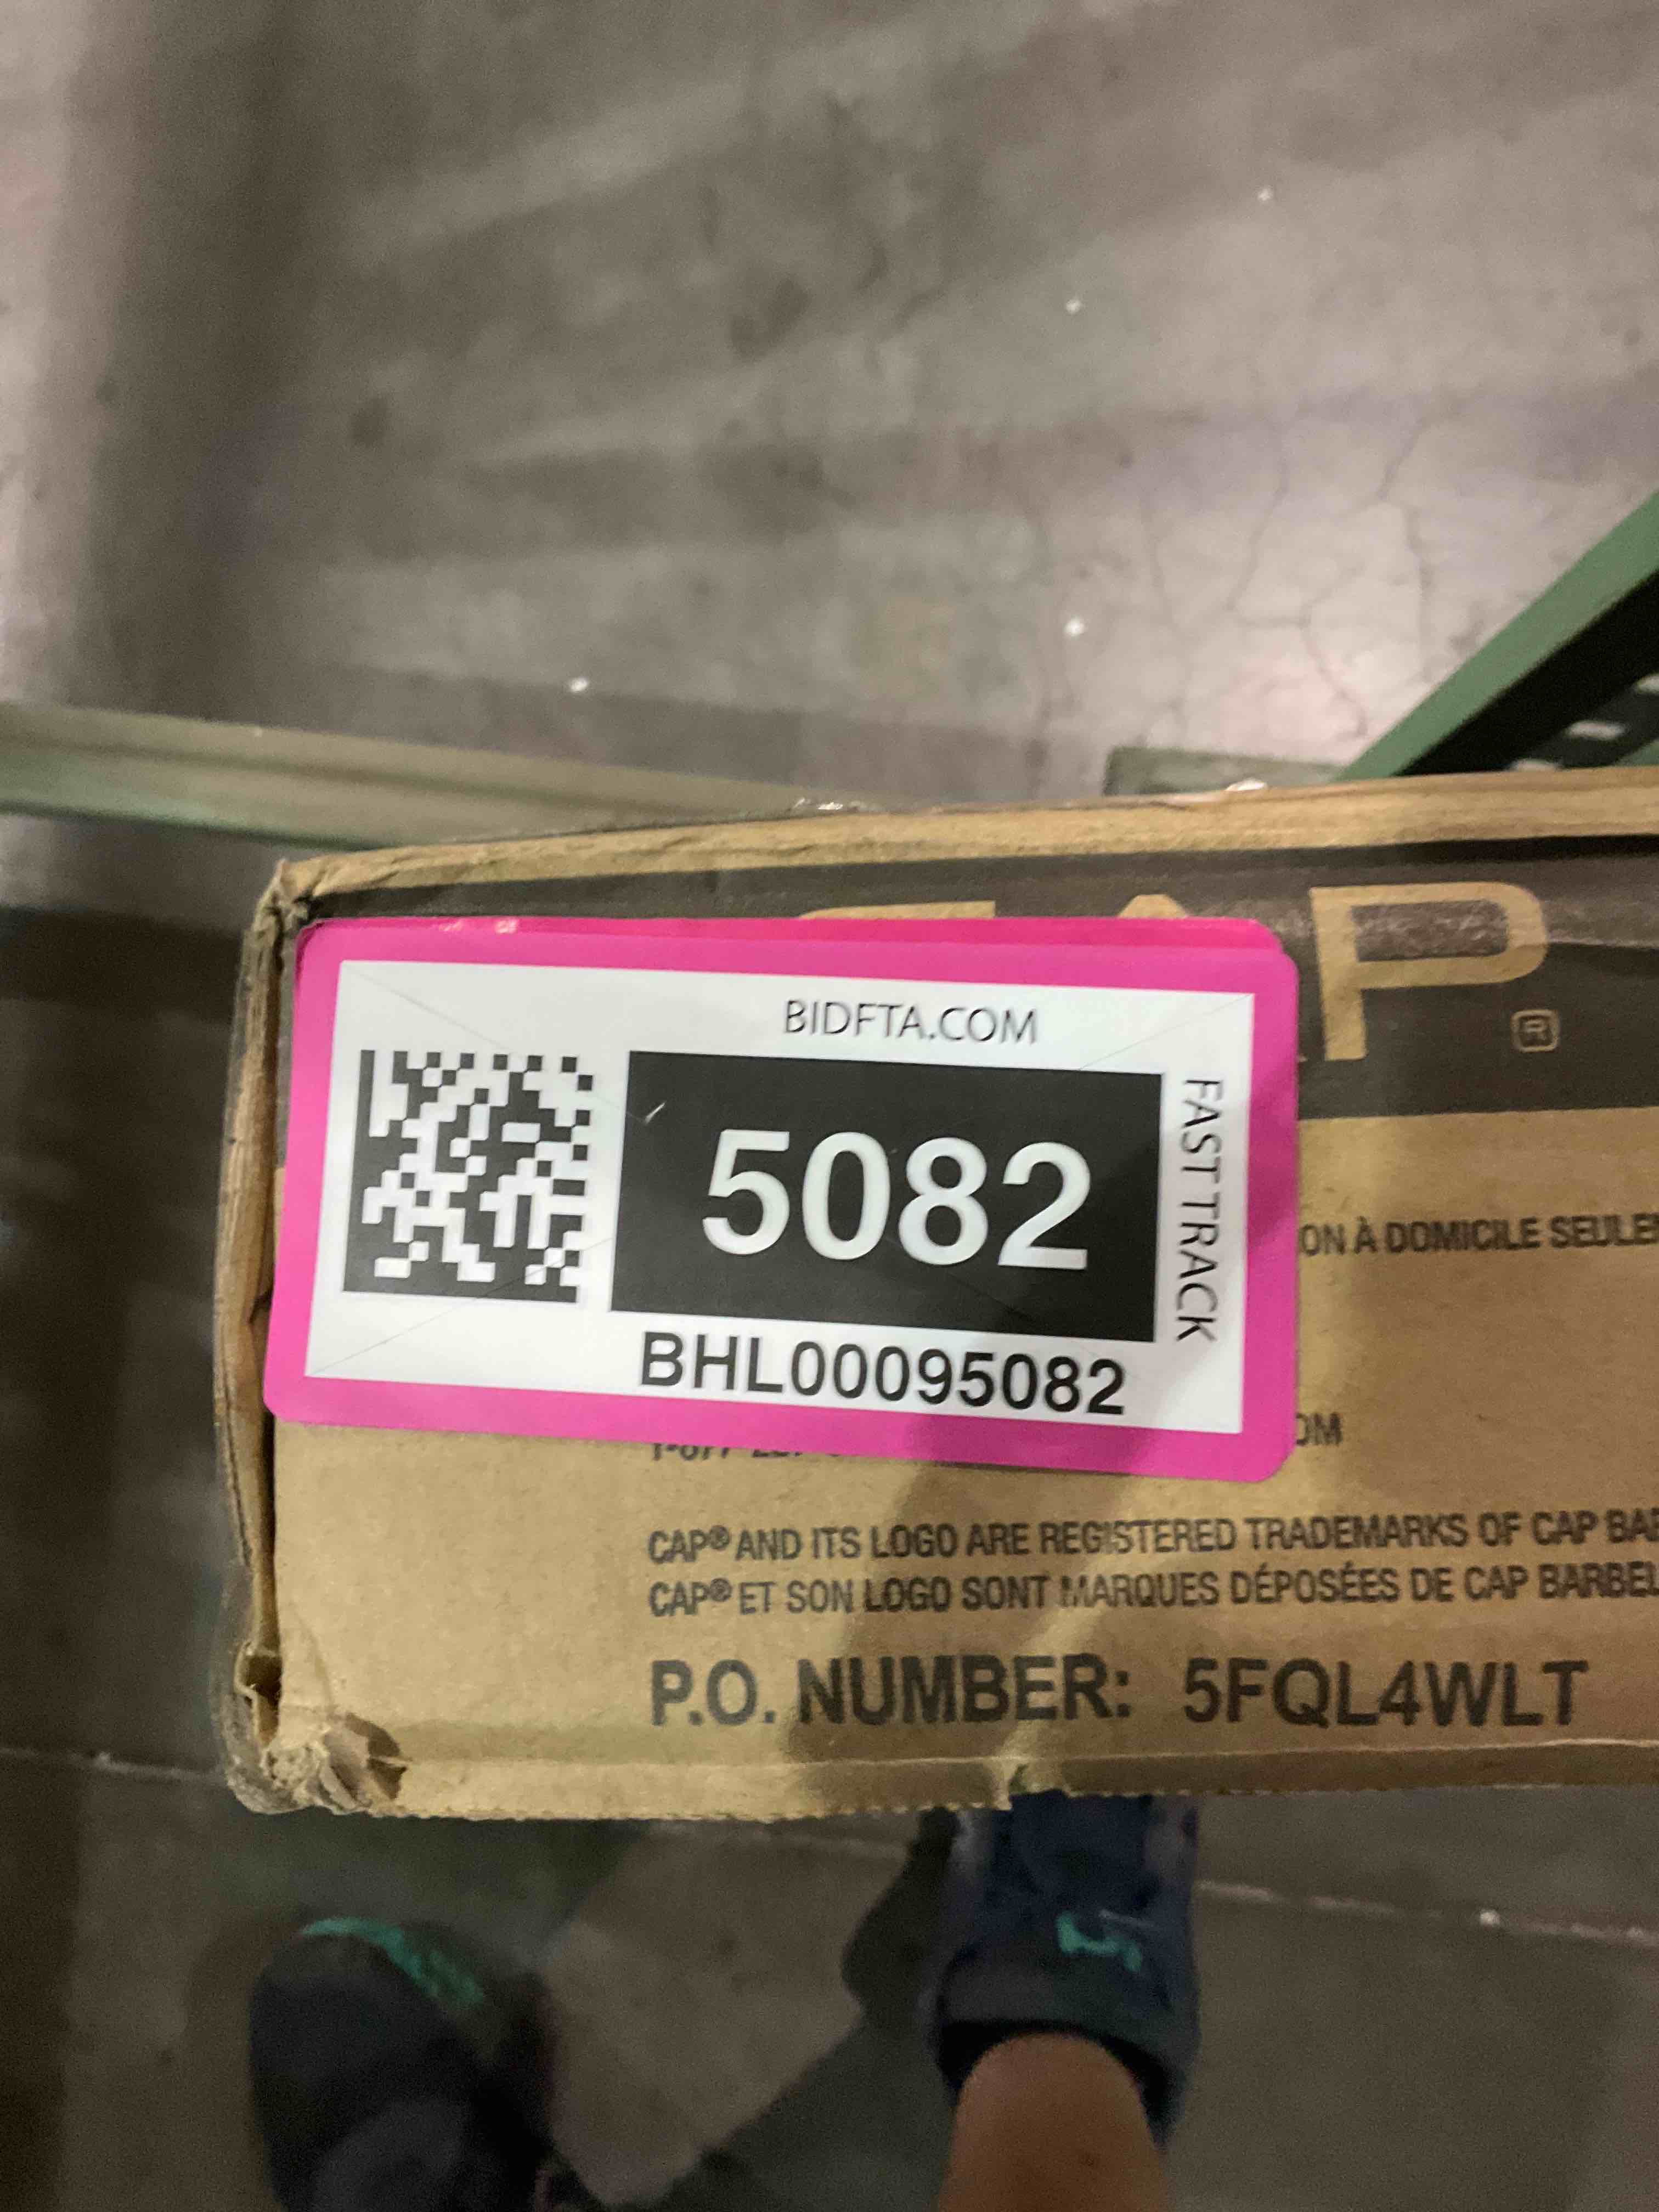 CAP®
BIDFTA.COM
5082
FAST TRACK
BHL00095082
ON À DOMICILE SEULE
OM
CAP® AND ITS LOGO ARE REGISTERED TRADEMARKS OF CAP
CAP® ET SON LOGO SONT MARQUES DÉPOSÉES DE CAP
P.O. NUMBER: 5FQL4WLT